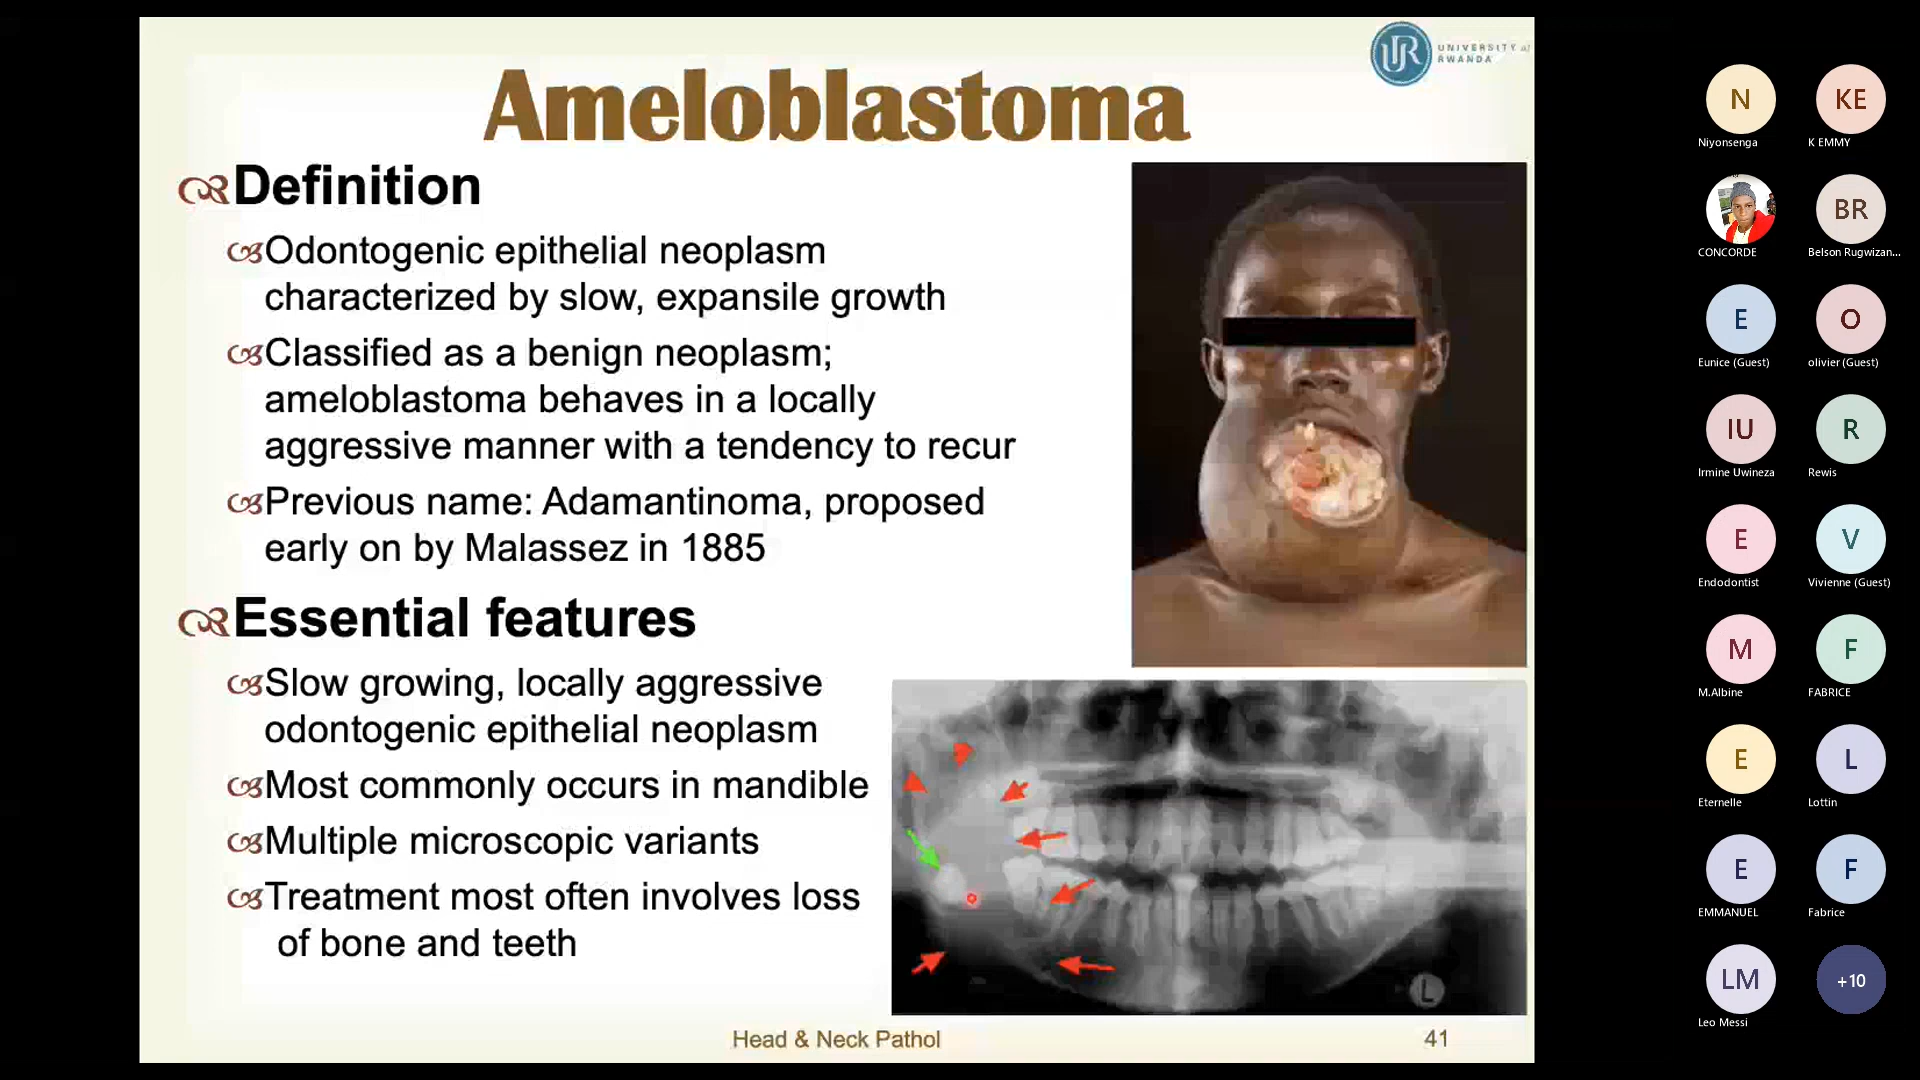 UNIVERSITY of
RWANDA
Ameloblastoma
Definition
Odontogenic epithelial neoplasm
characterized by slow, expansile growth
Classified as a benign neoplasm;
ameloblastoma behaves in a locally
aggressive manner with a tendency to recur
Previous name: Adamantinoma, proposed
early on by Malassez in 1885
Essential features
Slow growing, locally aggressive
odontogenic epithelial neoplasm
Most commonly occurs in mandible
Multiple microscopic variants
Treatment most often involves loss
of bone and teeth
L
Head & Neck Pathol
41
N
Niyonsenga
KE
K EMMY
CONCORDE
BR
Belson Rugwizan...
E
Eunice (Guest)
O
olivier (Guest)
IU
Irmine Uwineza
R
Rewis
E
Endodontist
V
Vivienne (Guest)
M
M.Albine
F
FABRICE
E
Eternelle
L
Lottin
E
EMMANUEL
F
Fabrice
LM
Leo Messi
+10